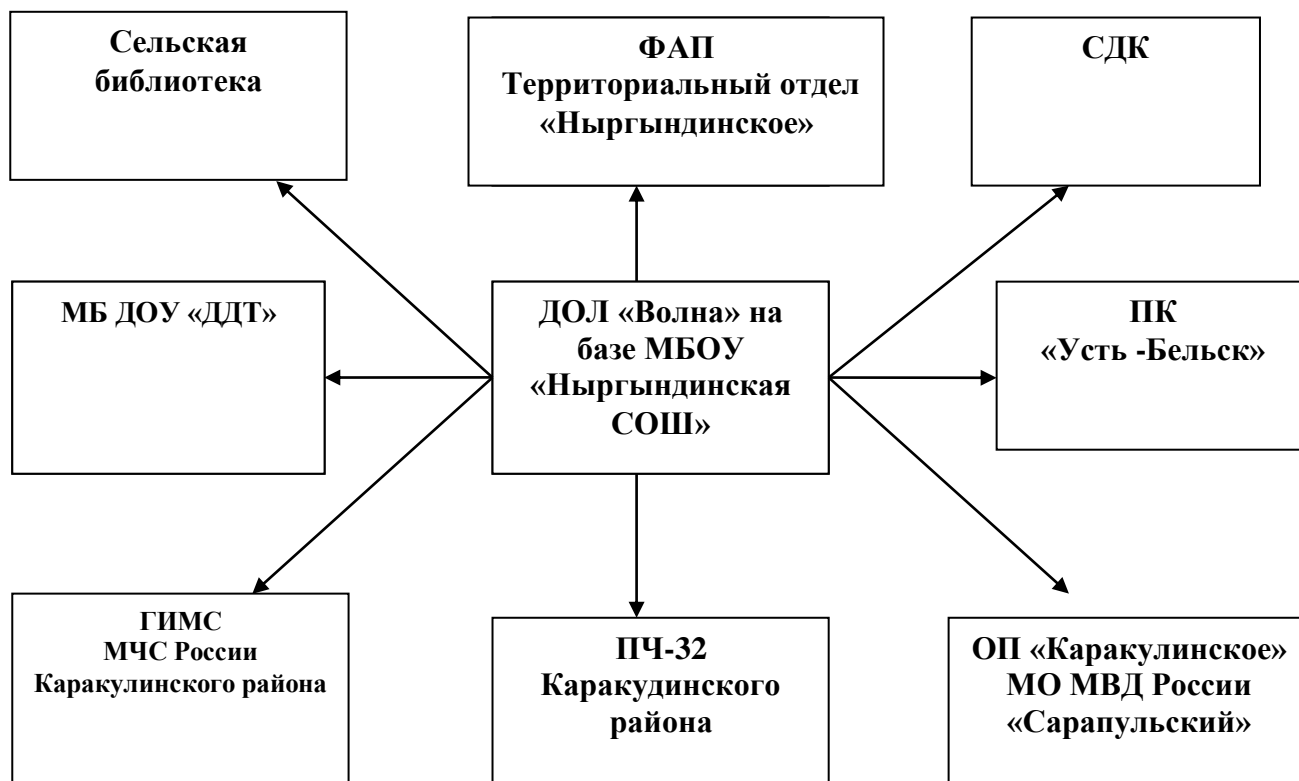 Сельская
библиотека
ФАП
Территориальный отдел
«Ныргындинское»
СДК
МБ ДОУ «ДДТ»
ДОЛ «Волна» на
базе МБОУ
«Ныргындинская
СОШ»
ПК
«Усть -Бельск»
ГИМС
МЧС России
Каракулинского района
ПЧ-32
Каракудинского
района
ОП «Каракулинское»
МО МВД России
«Сарапульский»